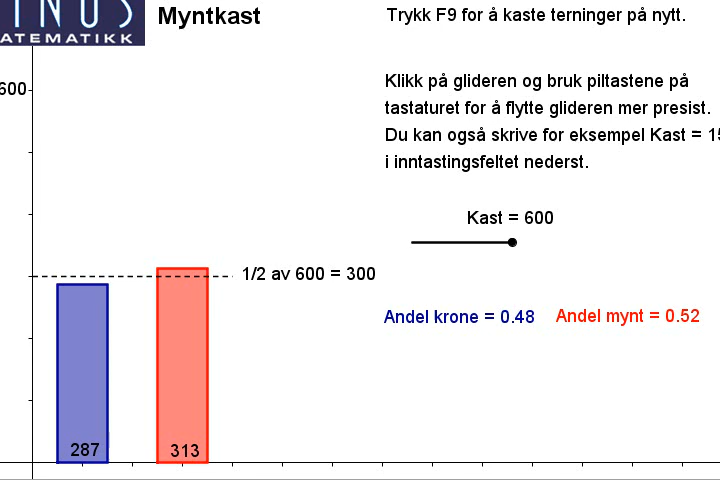 INUS
ATEMATIKK
Myntkast
Trykk F9 for å kaste terninger på nytt.
600
Klikk på glideren og bruk piltastene på
tastaturet for å flytte glideren mer presist.
Du kan også skrive for eksempel Kast = 15
i inntastingsfeltet nederst.
Kast = 600
1/2 av 600 = 300
Andel krone = 0.48
Andel mynt = 0.52
287
313